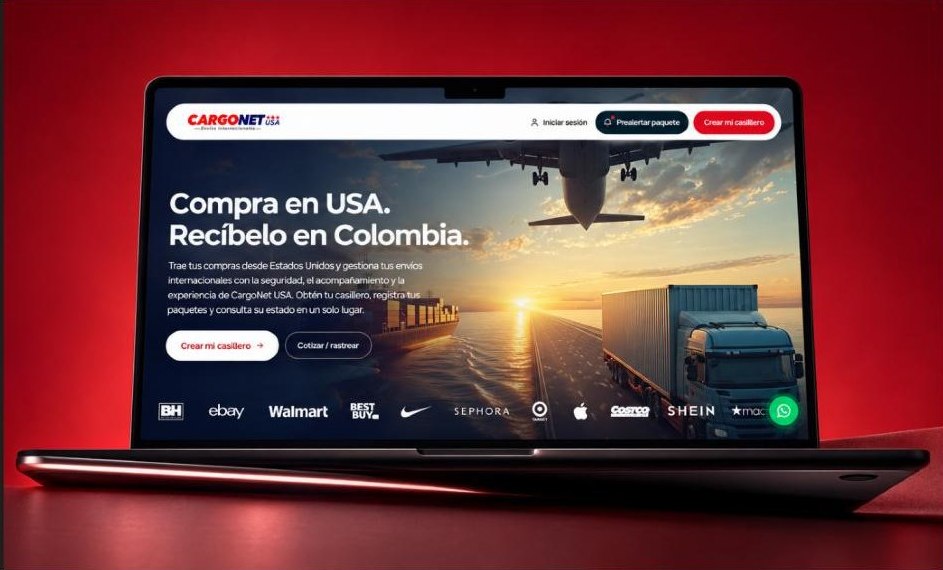 CARGONET USA
Envíos Internacionales
Iniciar sesión
Prealertar paquete
Crear mi casillero
Compra en USA.
Recíbelo en Colombia.
Trae tus compras desde Estados Unidos y gestiona tus envíos
internacionales con la seguridad, el acompañamiento y la
experiencia de CargoNet USA. Obtén tu casillero, registra tus
paquetes y consulta su estado en un solo lugar.
Crear mi casillero →
Cotizar / rastrear
BH
ebay
Walmart
BEST
BUY
SEPHORA
TARGET
COSTCO
SHEIN
★mac